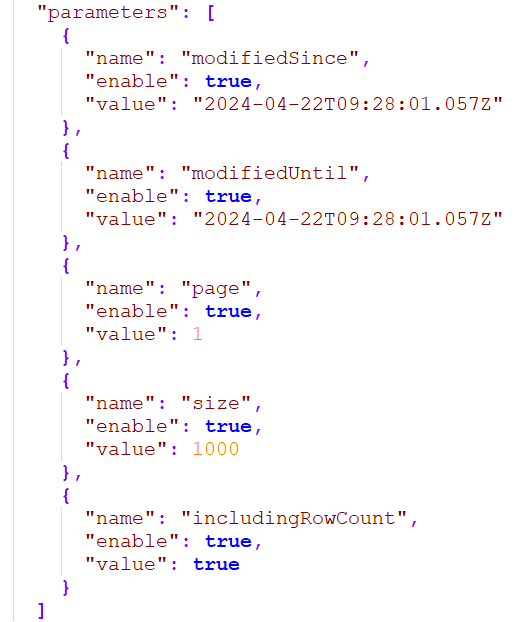 "parameters": [
{
"name": "modifiedSince",
"enable": true,
"value": "2024-04-22T09:28:01.057Z"
},
{
"name": "modifiedUntil",
"enable": true,
"value": "2024-04-22T09:28:01.057Z"
},
{
"name": "page",
"enable": true,
"value": 1
},
{
"name": "size",
"enable": true,
"value": 1000
},
{
"name": "includingRowCount",
"enable": true,
"value": true
}
]